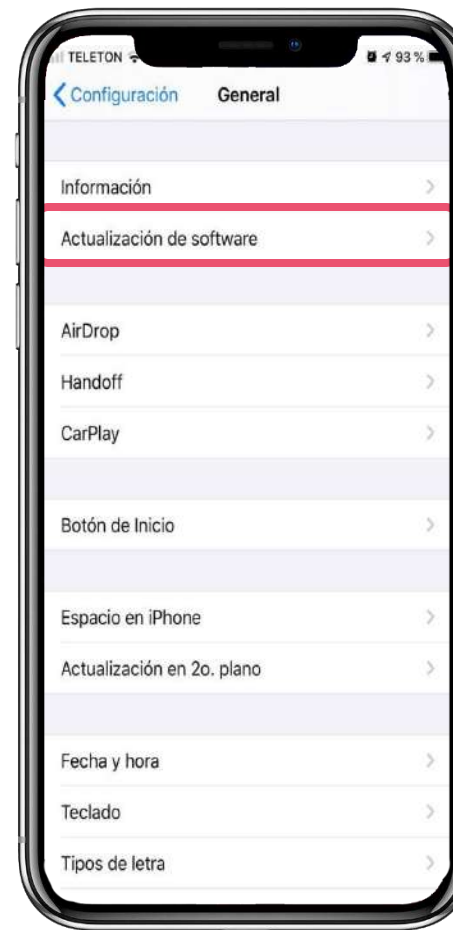 TELETON 93 %
Configuración General
Información
Actualización de software
AirDrop
Handoff
CarPlay
Botón de Inicio
Espacio en iPhone
Actualización en 2o. plano
Fecha y hora
Teclado
Tipos de letra